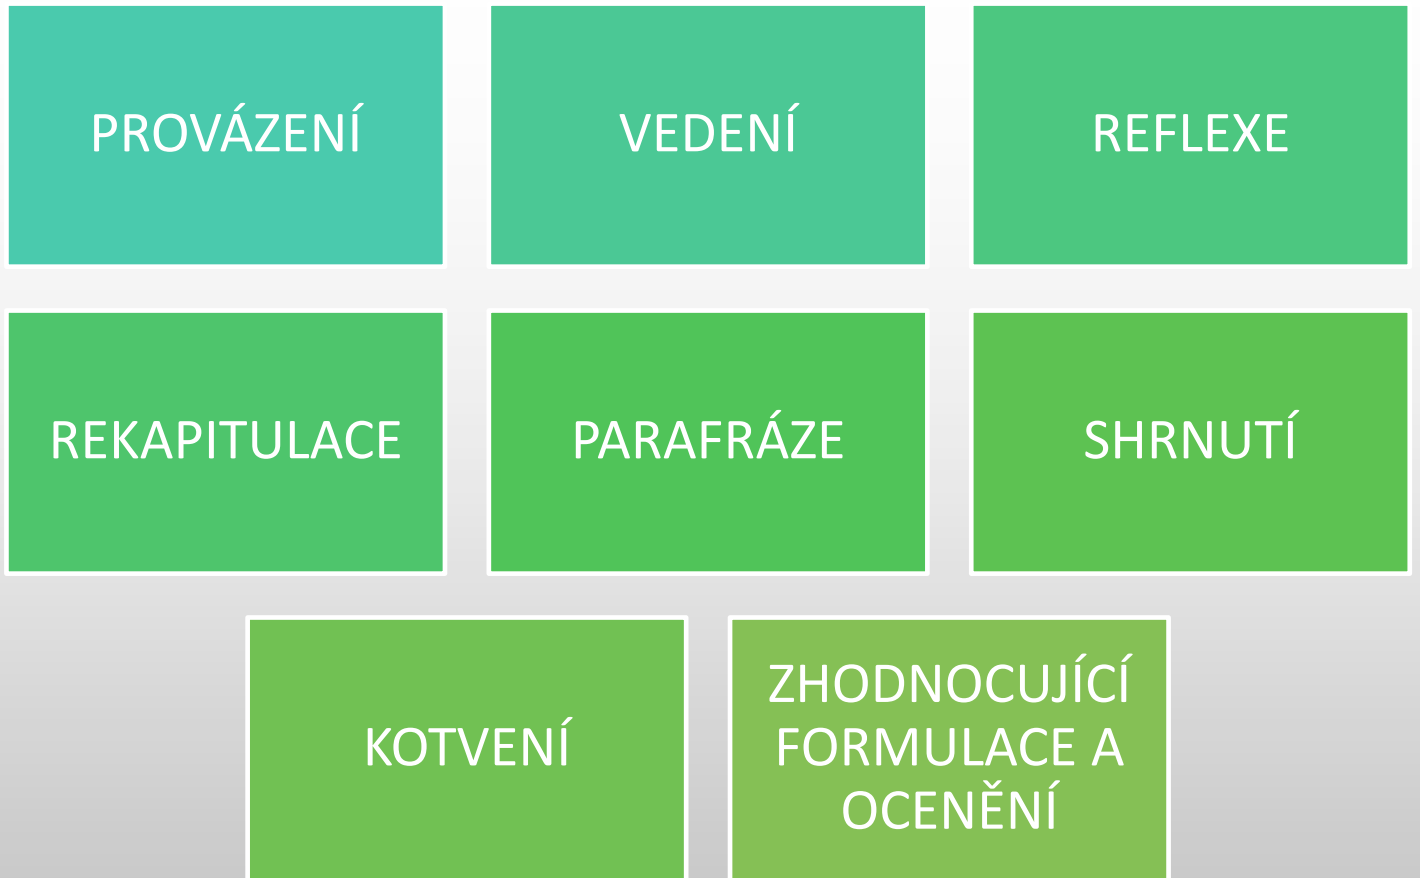 PROVÁZENÍ
VEDENÍ
REFLEXE
REKAPITULACE
PARAFRÁZE
SHRNUTÍ
KOTVENÍ
ZHODNOCUJÍCÍ
FORMULACE A
OCENĚNÍ